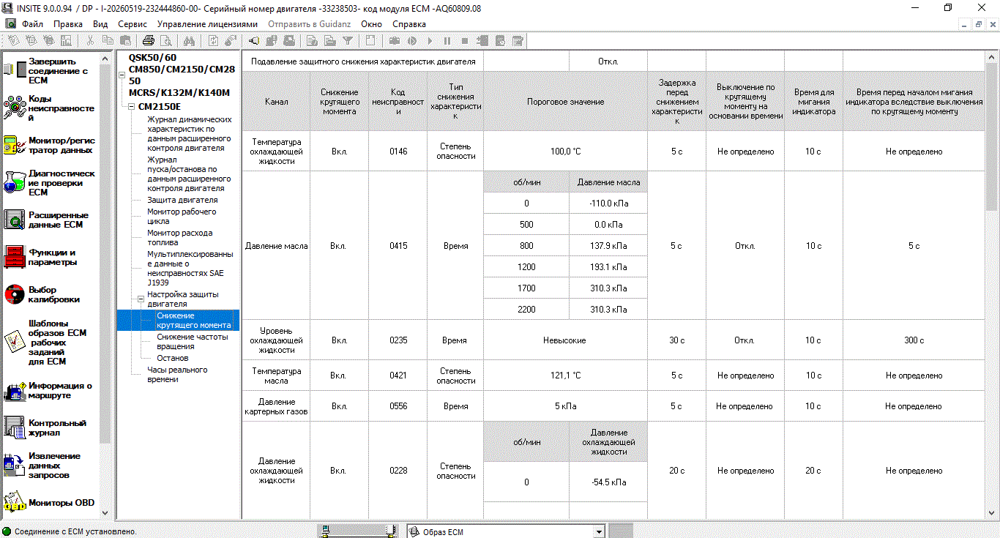 INSITE 9.0.0.94 / DP - I-20260519-232444860-00- Серийный номер двигателя -33238503- код модуля ECM -AQ60809.08
Файл Правка Вид Сервис Управление лицензиями Отправить в Guidanz Окно Справка
Завершить
соединение с
ECM
Коды
неисправносте
й
Монитор/регис
тратор данных
Диагностическ
ие проверки
ECM
Расширенные
данные ECM
Функции и
параметры
Выбор
калибровки
Шаблоны
образов ECM
рабочих
заданий
для ECM
Информация о
маршруте
Контрольный
журнал
Извлечение
данных
запросов
Мониторы OBD
QSK50/60
CM850/CM2150/CM28
50
MCRS/K132M/K140M
CM2150E
Журнал динамических
характеристик по
данным расширенного
контроля двигателя
Журнал
пуска/останова по
данным расширенного
контроля двигателя
Защита двигателя
Монитор рабочего
цикла
Монитор расхода
топлива
Мультиплексированны
е данные о
неисправностях SAE
J1939
Настройка защиты
двигателя
Снижение
крутящего момента
Снижение частоты
вращения
Останов
Часы реального
времени
Подавление защитного снижения характеристик двигателя Откл.
Канал
Снижение
крутящего
момента
Код
неисправност
и
Тип
снижения
характеристи
к
Пороговое значение
Задержка
перед
снижением
характеристи
к
Выключение по
крутящему
моменту на
основании времени
Время для
мигания
индикатора
Время перед началом мигания
индикатора вследствие выключения
по крутящему моменту
Температура
охлаждающей
жидкости
Вкл.
0146
Степень
опасности
100,0 °C
5 с
Не определено
10 с
Не определено
Давление масла
Вкл.
0415
Время
об/мин Давление масла
0 -110.0 кПа
500 0.0 кПа
800 137.9 кПа
1200 193.1 кПа
1700 310.3 кПа
2200 310.3 кПа
5 с
Откл.
10 с
5 с
Уровень
охлаждающей
жидкости
Вкл.
0235
Время
Невысокие
30 с
Откл.
10 с
300 с
Температура
масла
Вкл.
0421
Степень
опасности
121,1 °C
5 с
Не определено
10 с
Не определено
Давление
картерных газов
Вкл.
0556
Время
5 кПа
5 с
Не определено
10 с
Не определено
Давление
охлаждающей
жидкости
Вкл.
0228
Степень
опасности
об/мин
Давление
охлаждающей
жидкости
0 -54.5 кПа
20 с
Не определено
20 с
Не определено
Соединение с ECM установлено.
Образ ECM